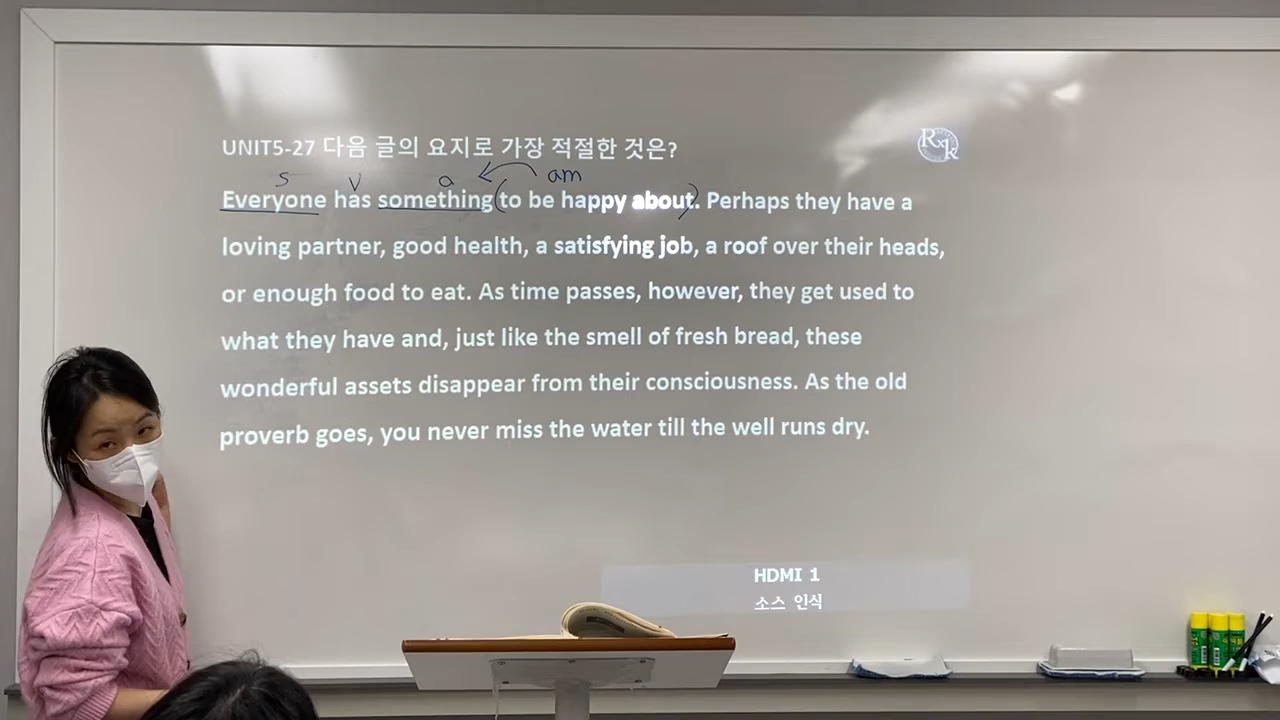 UNIT5-27 다음 글의 요지로 가장 적절한 것은?
RxK
s v o am
Everyone has something (to be happy about). Perhaps they have a
loving partner, good health, a satisfying job, a roof over their heads,
or enough food to eat. As time passes, however, they get used to
what they have and, just like the smell of fresh bread, these
wonderful assets disappear from their consciousness. As the old
proverb goes, you never miss the water till the well runs dry.
HDMI 1
소스 인식